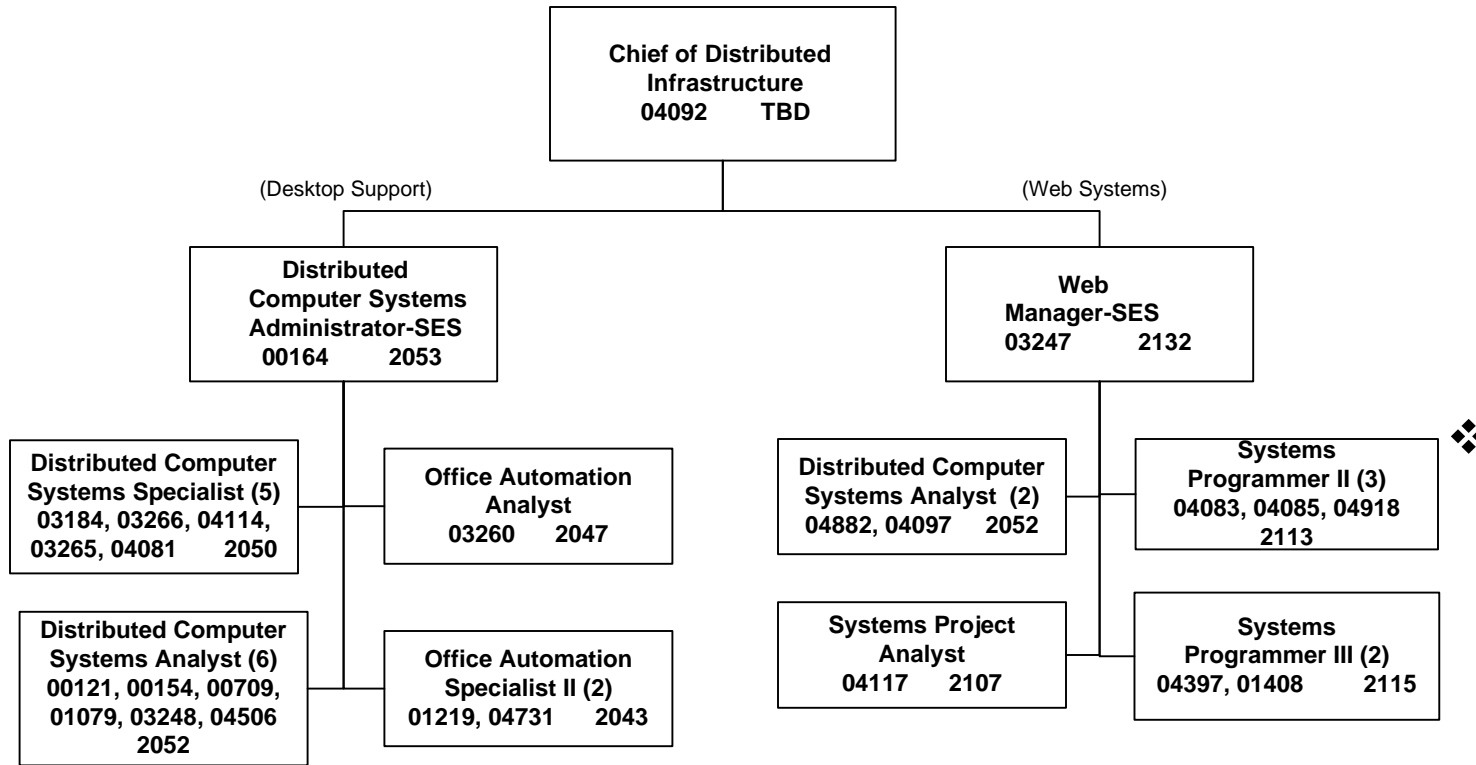 Chief of Distributed
Infrastructure
04092 TBD
(Desktop Support)
(Web Systems)
Distributed
Computer Systems
Administrator-SES
00164 2053
Web
Manager-SES
03247 2132
Distributed Computer
Systems Specialist (5)
03184, 03266, 04114,
03265, 04081 2050
Office Automation
Analyst
03260 2047
Distributed Computer
Systems Analyst (2)
04882, 04097 2052
Systems
Programmer II (3)
04083, 04085, 04918
2113
Distributed Computer
Systems Analyst (6)
00121, 00154, 00709,
01079, 03248, 04506
2052
Office Automation
Specialist II (2)
01219, 04731 2043
Systems Project
Analyst
04117 2107
Systems
Programmer III (2)
04397, 01408 2115